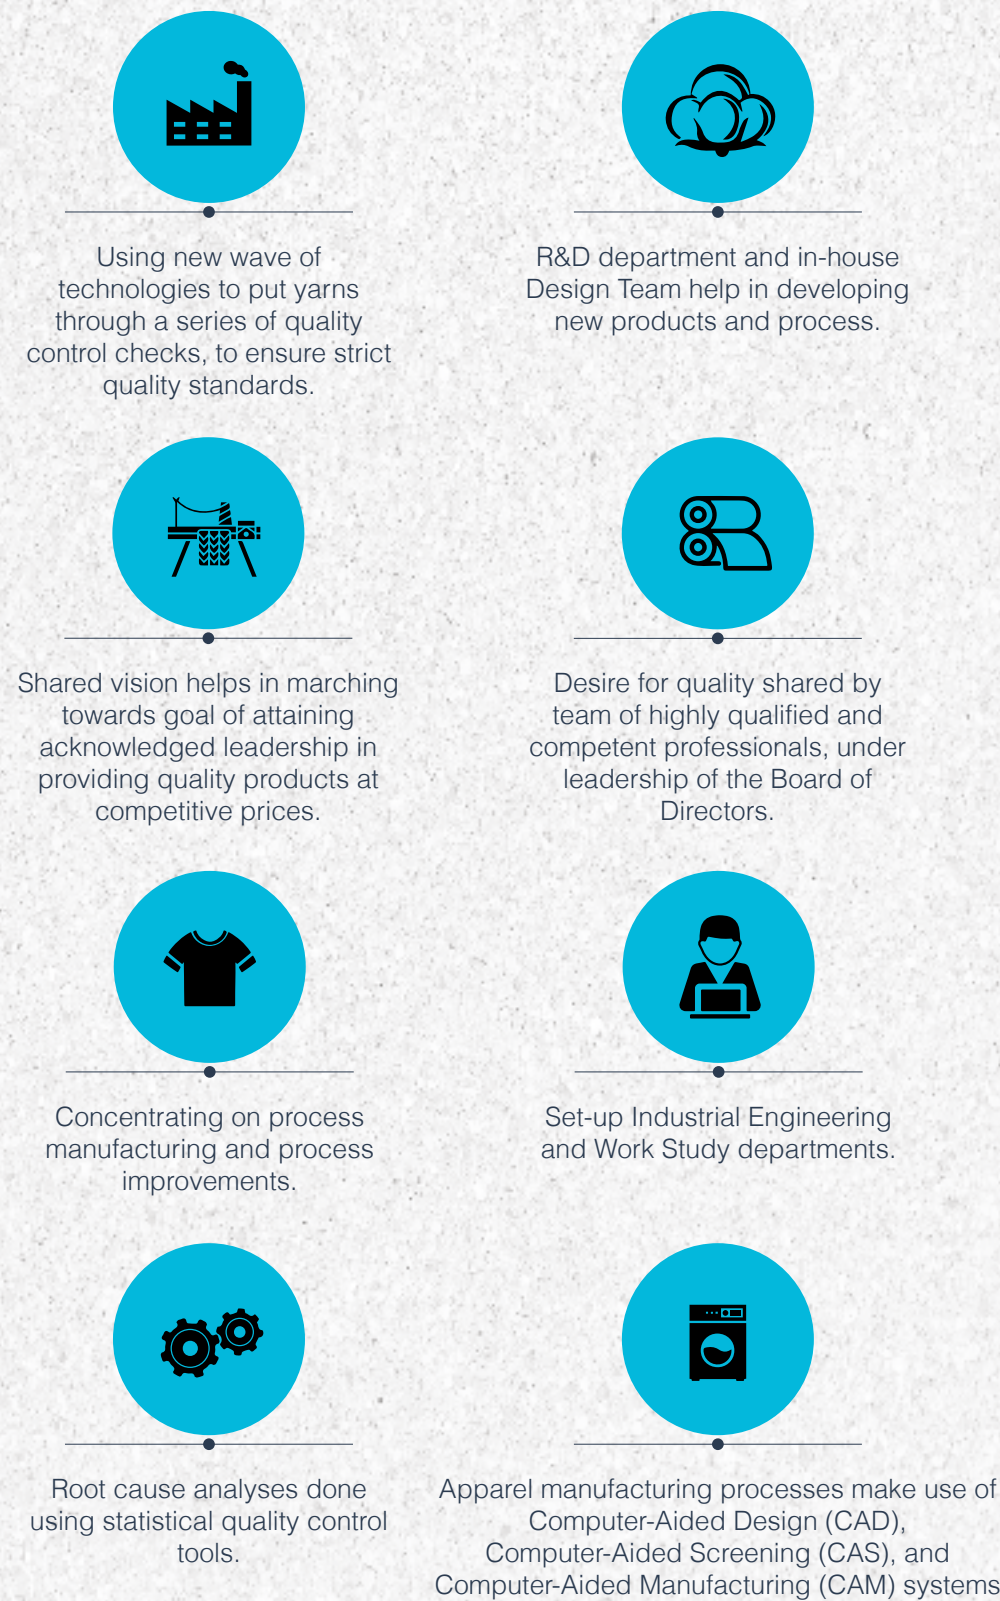 Using new wave of
technologies to put yarns
through a series of quality
control checks, to ensure strict
quality standards.
R&D department and in-house
Design Team help in developing
new products and process.
Shared vision helps in marching
towards goal of attaining
acknowledged leadership in
providing quality products at
competitive prices.
Desire for quality shared by
team of highly qualified and
competent professionals, under
leadership of the Board of
Directors.
Concentrating on process
manufacturing and process
improvements.
Set-up Industrial Engineering
and Work Study departments.
Root cause analyses done
using statistical quality control
tools.
Apparel manufacturing processes make use of
Computer-Aided Design (CAD),
Computer-Aided Screening (CAS), and
Computer-Aided Manufacturing (CAM) systems